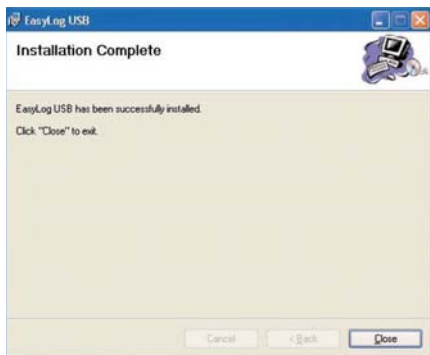 EasyLog USB
Installation Complete
EasyLog USB has been successfully installed.
Click "Close" to exit.
Cancel < Back Close